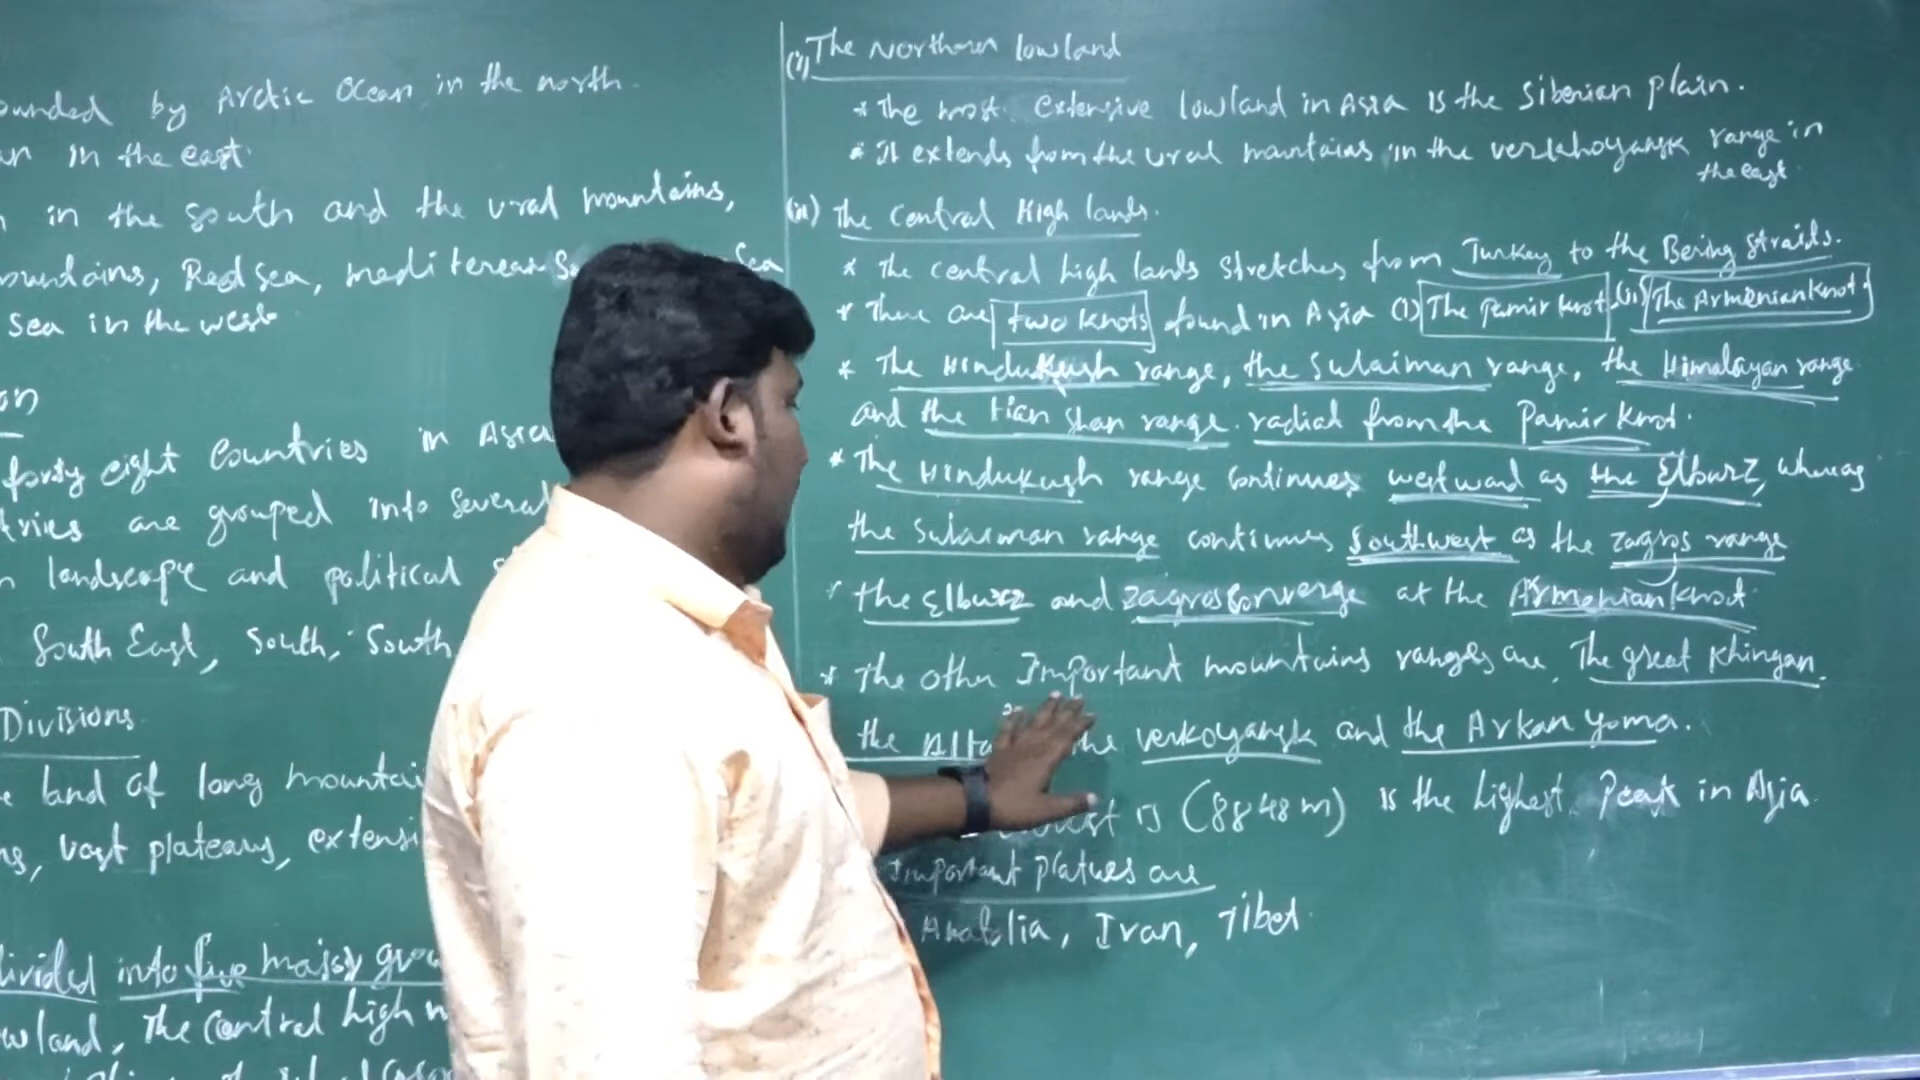 ounded by Arctic Ocean in the north.
in the east.
in the south and the ural mountains,
ountains, Red Sea, mediterean Sea
sea in the west
on
forty eight Countries in Asia
tries are grouped into several
landscape and political
South East, South, South
Divisions.
land of long mountai
vast plateaus, extensi
divided into five major grou
owland, The Central high
(i) The Northern lowland
* The most extensive lowland in Asia is the Siberian plain.
* It extends from the ural mountains in the verkhoyansk range in
the east
(ii) The Central High lands.
* The central high lands stretches from Turkey to the Bering Straits.
* There are two knots found in Asia (i) The Pamir knot (ii) The Armenian knot.
* The Hindukush range, the Sulaiman range, the Himalayan range
and the Tian Shan range. radiat from the Pamir Knot.
* The Hindukush range continues westward as the Elburz, whereas
the Sulaiman range continues southwest as the Zagros range
* the Elburz and Zagros Converge at the Armenian knot.
* The other Important mountains ranges are, The great Khingan.
the the verkoyansk and the Arkan yoma.
is (8848 m) is the highest Peak in Asia.
Important platues are
Anatolia, Iran, Tibet.